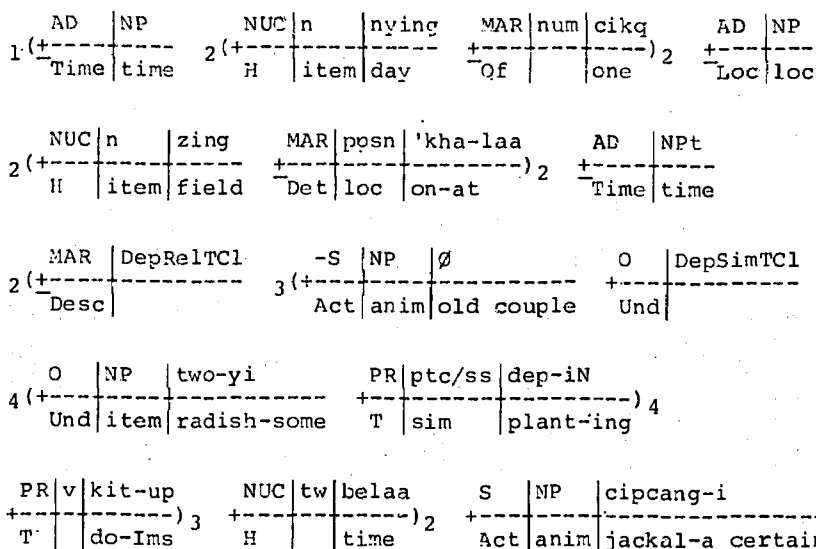 AD |NP NUC|n |nying MAR|num|cikq AD |NP
1(+----------- 2(+----------------- +---------------)2 +---------
Time|time H |item|day Of | |one Loc|loc
NUC|n |zing MAR|posn|'kha-laa AD |NPt
2(+------------------ +------------------)2 +----------
H |item|field Det|loc |on-at Time|time
MAR |DepRelTCl -S |NP |Ø O |DepSimTCl
2(+--------------- 3(+--------------------- +--------------
Desc| Act|anim|old couple Und|
O |NP |two-yi PR|ptc/ss|dep-iN
4(+---------------------- +----------------------)4
Und|item|radish-some T |sim |plant-ing
PR|v|kit-up NUC|tw|belaa S |NP |cipcang-i
+-------------)3 +--------------)2 +------------------------
T | |do-Ims H | |time Act|anim|jackal-a certain